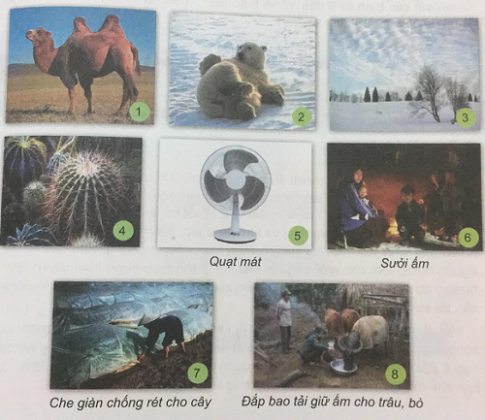 1
2
3
4
5
6
Quạt mát
Sưởi ấm
7
8
Che giàn chống rét cho cây
Đắp bao tải giữ ấm cho trâu, bò